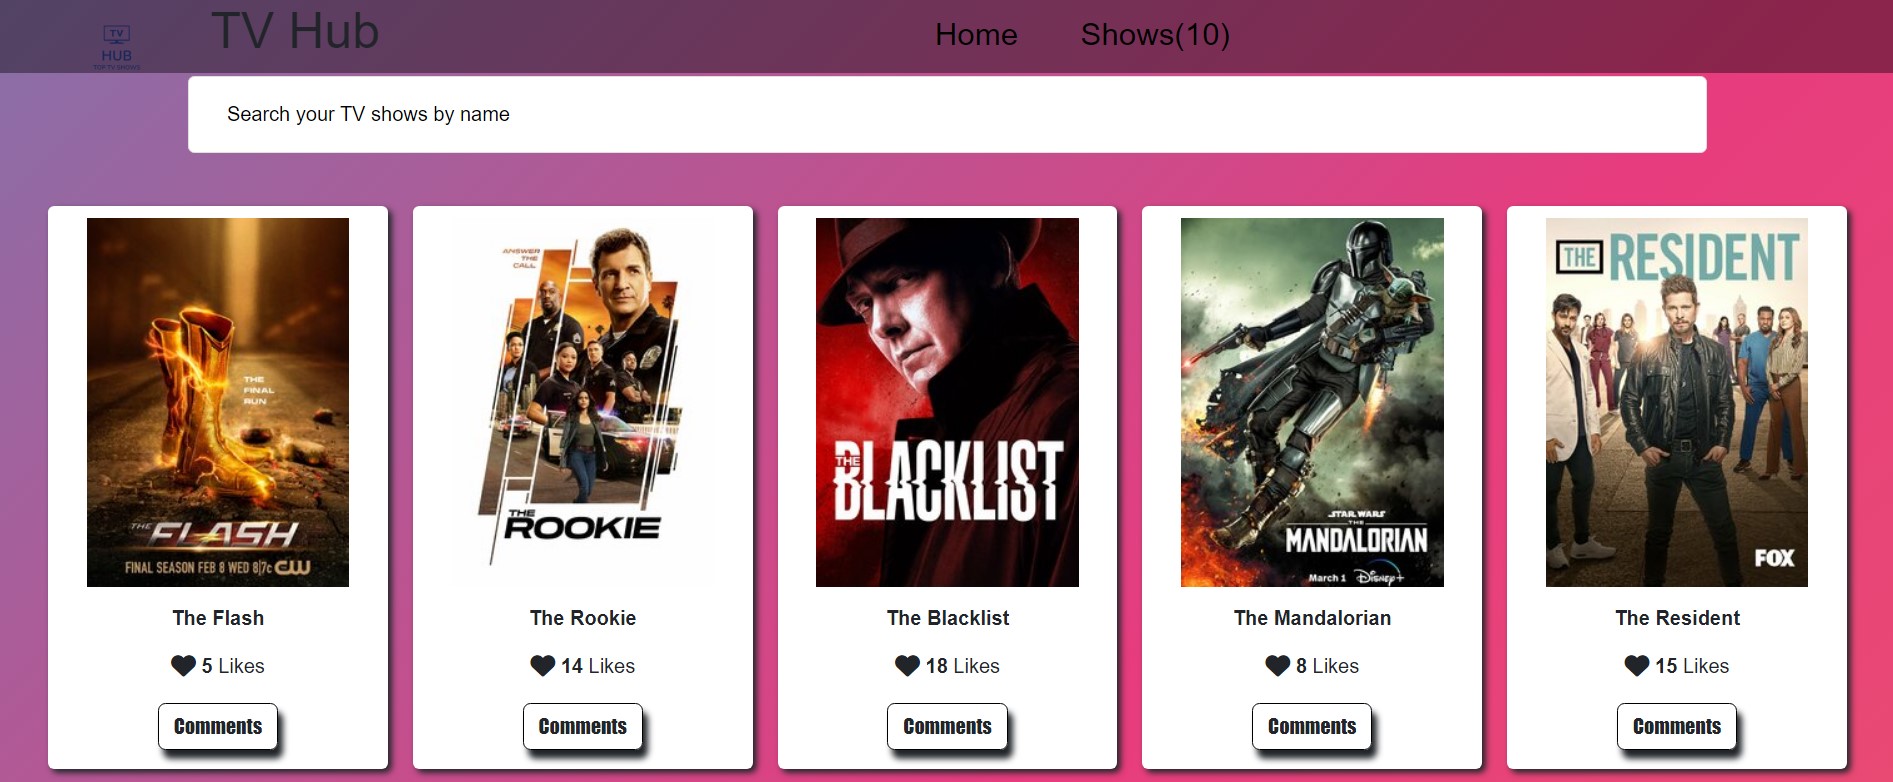 TV
HUB
TOP TV SHOWS
TV Hub
Home
Shows(10)
Search your TV shows by name
THE
FINAL
RUN
THE
FLASH
FINAL SEASON FEB 8 WED 8|7c CW
The Flash
5 Likes
Comments
ANSWER
THE
CALL
THE
ROOKIE
The Rookie
14 Likes
Comments
THE
BLACKLIST
The Blacklist
18 Likes
Comments
STAR WARS
THE
MANDALORIAN
March 1 Disney+
The Mandalorian
8 Likes
Comments
THE RESIDENT
FOX
The Resident
15 Likes
Comments